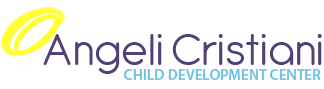 Angeli Cristiani
CHILD DEVELOPMENT CENTER